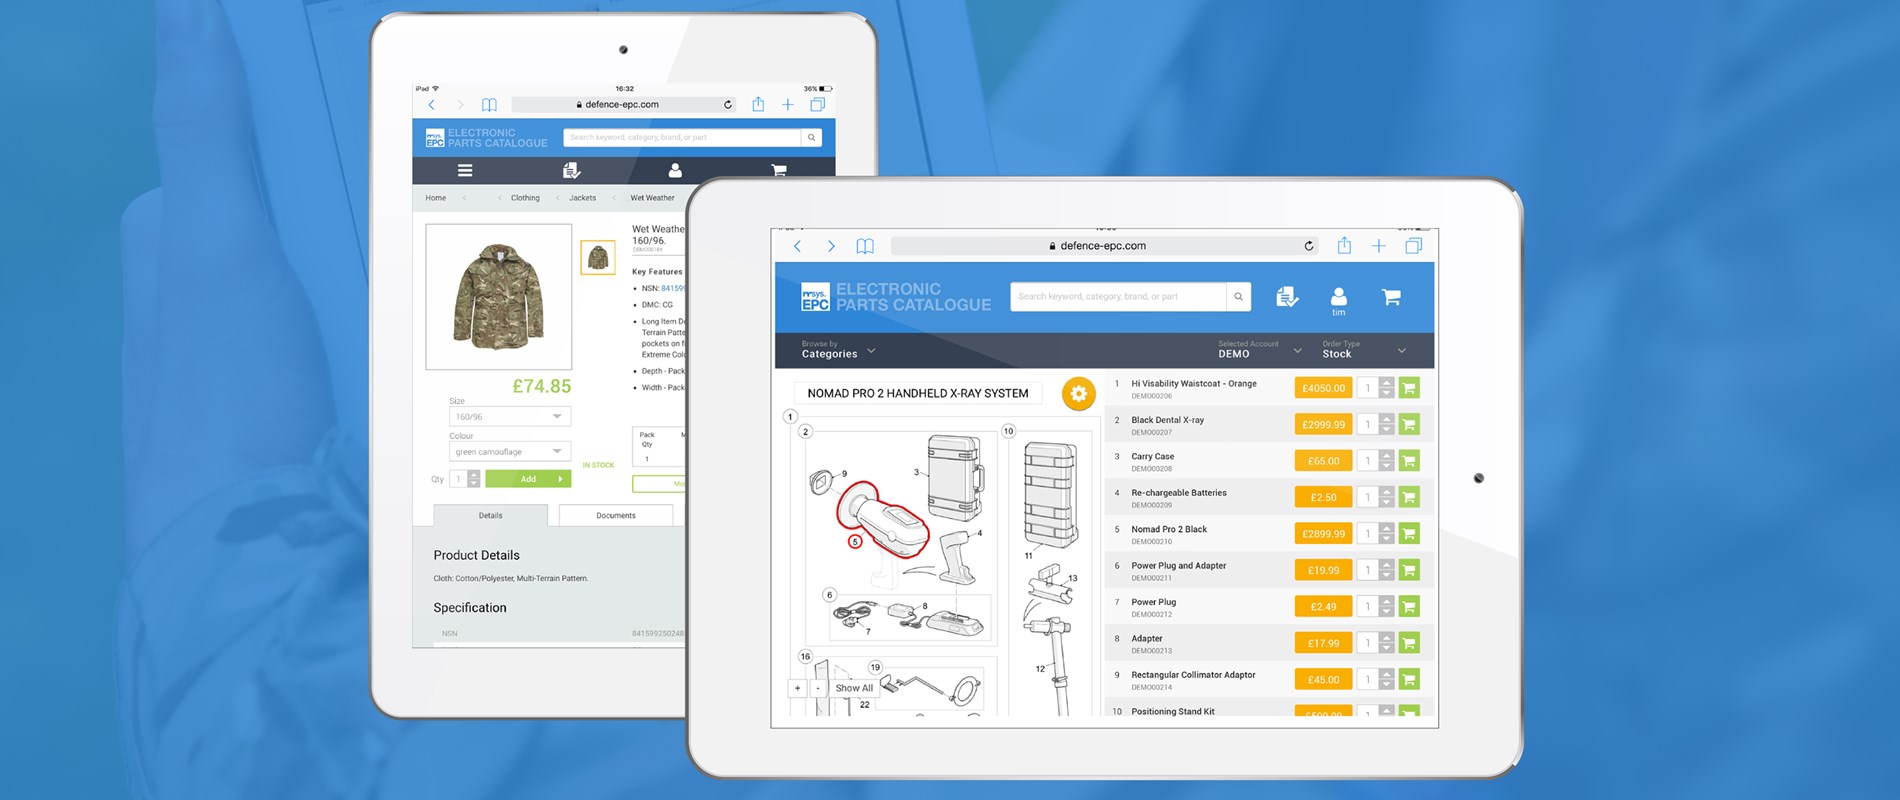 iPad
16:32
36%
defence-epc.com
nsys.
EPC
ELECTRONIC
PARTS CATALOGUE
Search keyword, category, brand, or part
Home
Clothing
Jackets
Wet Weather
Wet Weathe
160/96.
DEMO000186
£74.85
Size
160/96
Colour
green camouflage
Qty
1
Add
IN STOCK
Key Features
NSN: 841599
DMC: CG
Long Item D
Terrain Patte
pockets on f
Extreme Col
Depth - Pack
Width - Pack
Pack
Qty
M
1
Mo
Details
Documents
Product Details
Cloth: Cotton/Polyester, Multi-Terrain Pattern.
Specification
NSN
841599250248
defence-epc.com
nsys.
EPC
ELECTRONIC
PARTS CATALOGUE
Search keyword, category, brand, or part
tim
Browse by
Categories
Selected Account
DEMO
Order Type
Stock
NOMAD PRO 2 HANDHELD X-RAY SYSTEM
1
2
10
9
3
5
4
11
6
8
7
13
12
16
19
22
+
-
Show All
1 Hi Visability Waistcoat - Orange £4050.00 1
DEMO00206
2 Black Dental X-ray £2999.99 1
DEMO00207
3 Carry Case £65.00 1
DEMO00208
4 Re-chargeable Batteries £2.50 1
DEMO00209
5 Nomad Pro 2 Black £2899.99 1
DEMO00210
6 Power Plug and Adapter £19.99 1
DEMO00211
7 Power Plug £2.49 1
DEMO00212
8 Adapter £17.99 1
DEMO00213
9 Rectangular Collimator Adaptor £45.00 1
DEMO00214
10 Positioning Stand Kit